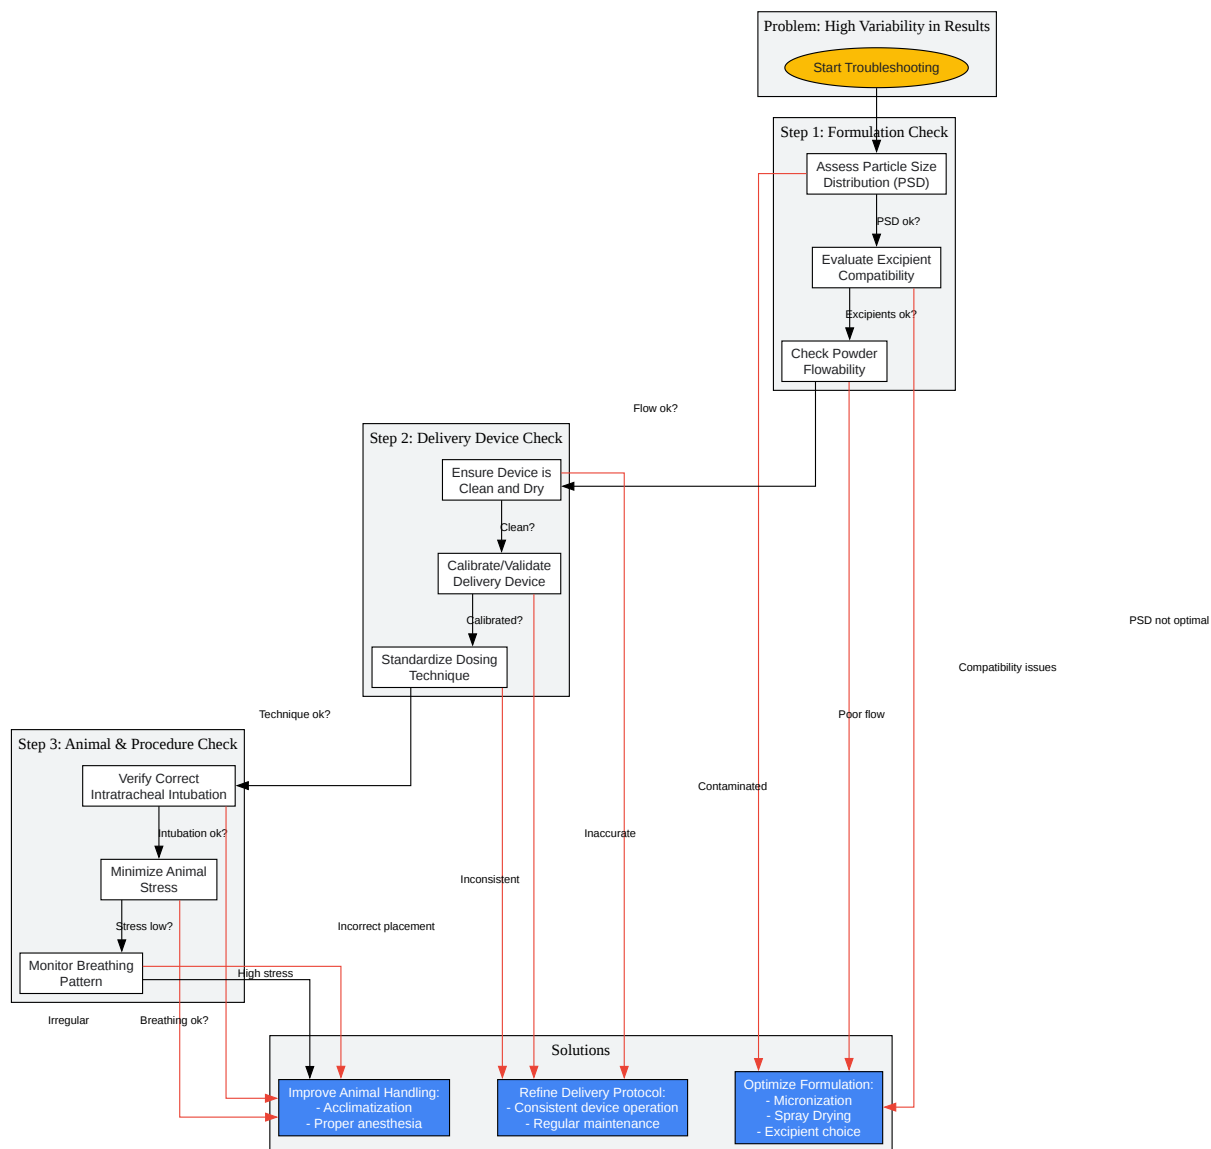 Problem: High Variability in Results
Start Troubleshooting
Step 1: Formulation Check
Assess Particle Size
Distribution (PSD)
PSD ok?
Evaluate Excipient
Compatibility
Excipients ok?
Check Powder
Flowability
Flow ok?
Step 2: Delivery Device Check
Ensure Device is
Clean and Dry
Clean?
Calibrate/Validate
Delivery Device
Calibrated?
PSD not optimal
Standardize Dosing
Technique
Compatibility issues
Technique ok?
Poor flow
Step 3: Animal & Procedure Check
Verify Correct
Intratracheal Intubation
Contaminated
Intubation ok?
Inaccurate
Minimize Animal
Stress
Inconsistent
Stress low?
Incorrect placement
Monitor Breathing
Pattern
High stress
Irregular
Breathing ok?
Solutions
Improve Animal Handling:
- Acclimatization
- Proper anesthesia
Refine Delivery Protocol:
- Consistent device operation
- Regular maintenance
Optimize Formulation:
- Micronization
- Spray Drying
- Excipient choice